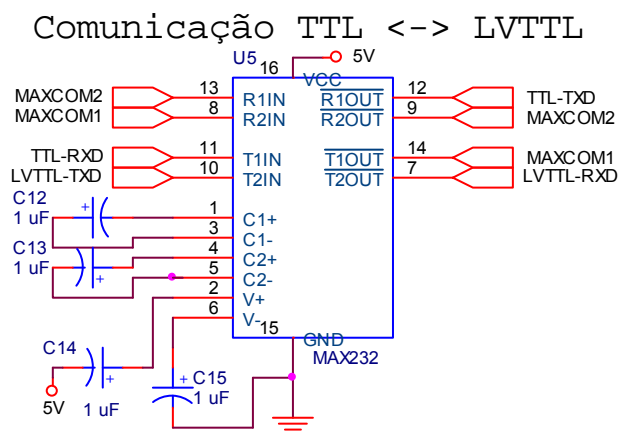 Comunicação TTL <-> LVTTL
U5
16
5V
VCC
MAXCOM2
13
R1IN
R1OUT
12
TTL-TXD
MAXCOM1
8
R2IN
R2OUT
9
MAXCOM2
TTL-RXD
11
T1IN
T1OUT
14
MAXCOM1
LVTTL-TXD
10
T2IN
T2OUT
7
LVTTL-RXD
C12
1 uF
+
1
C1+
3
C1-
C13
1 uF
+
4
C2+
5
C2-
2
V+
6
V-
15
GND
MAX232
C14
+
1 uF
5V
+
C15
1 uF